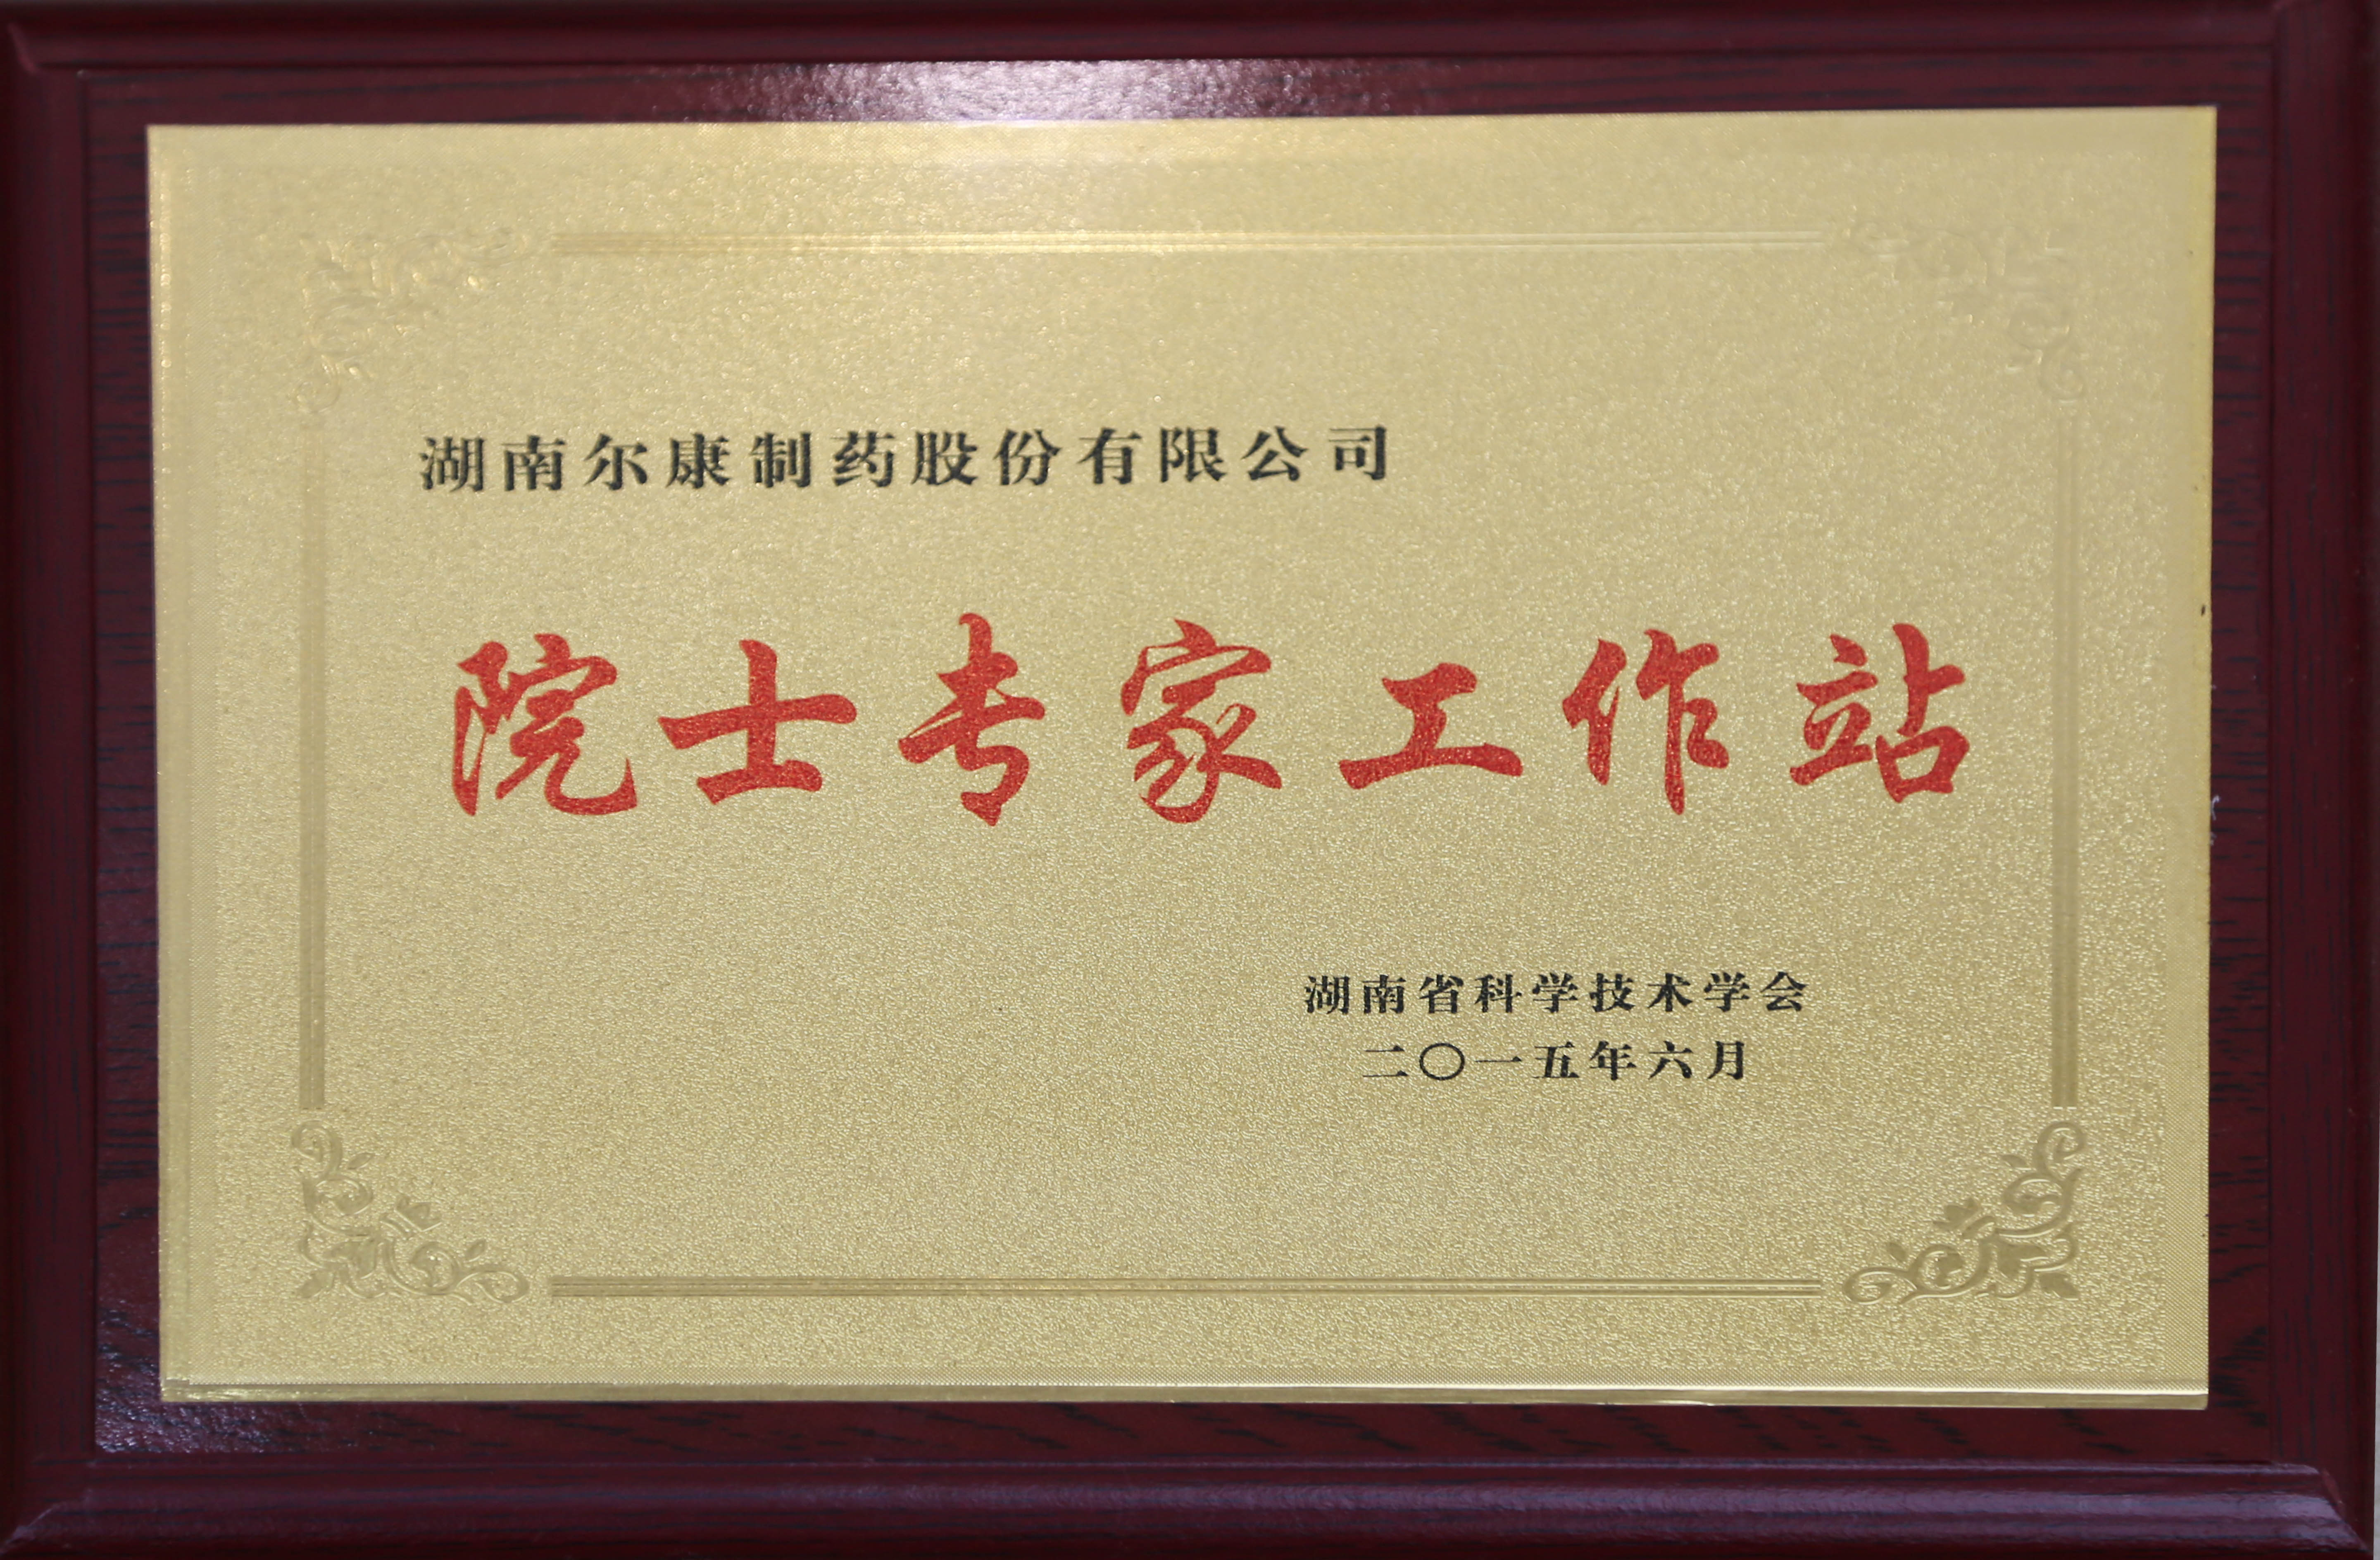 湖南尔康制药股份有限公司
院士专家工作站
湖南省科学技术学会
二〇一五年六月